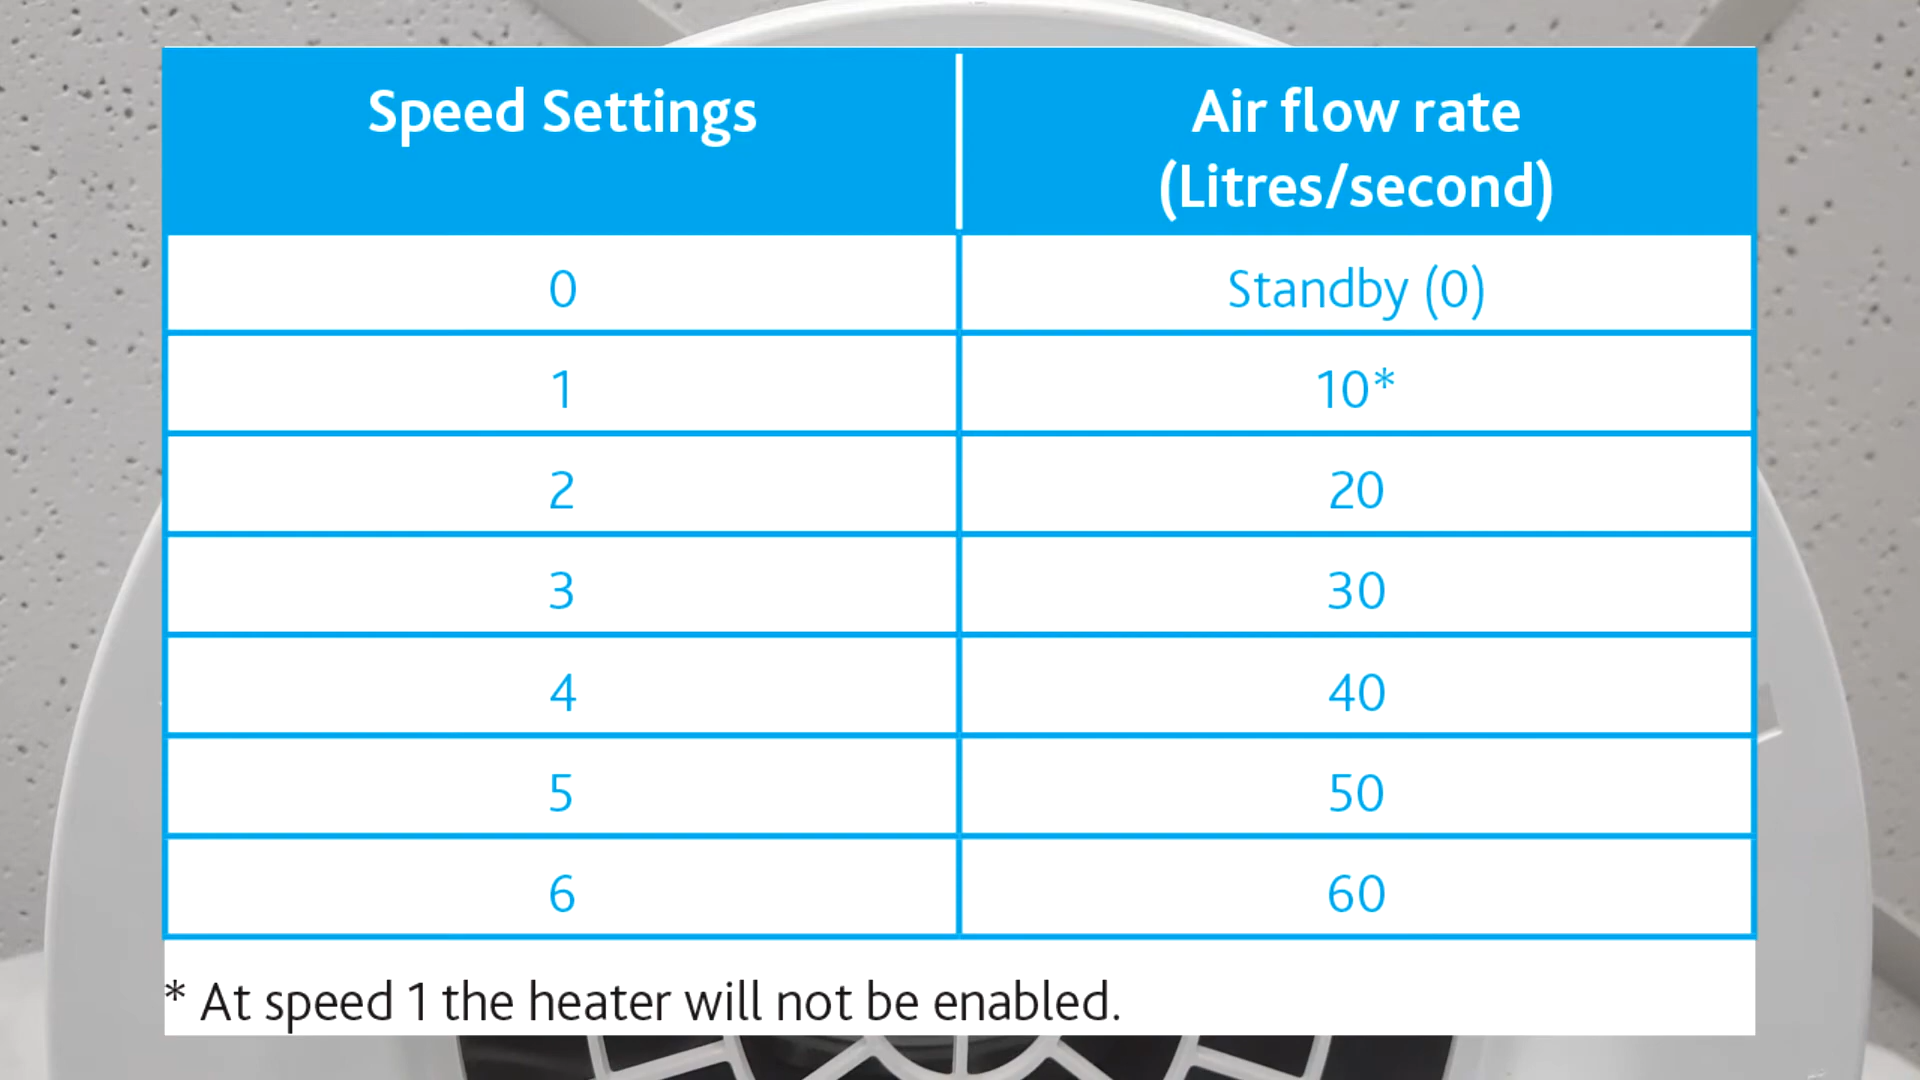 Speed Settings
Air flow rate
(Litres/second)
0
Standby (0)
1
10*
2
20
3
30
4
40
5
50
6
60
* At speed 1 the heater will not be enabled.